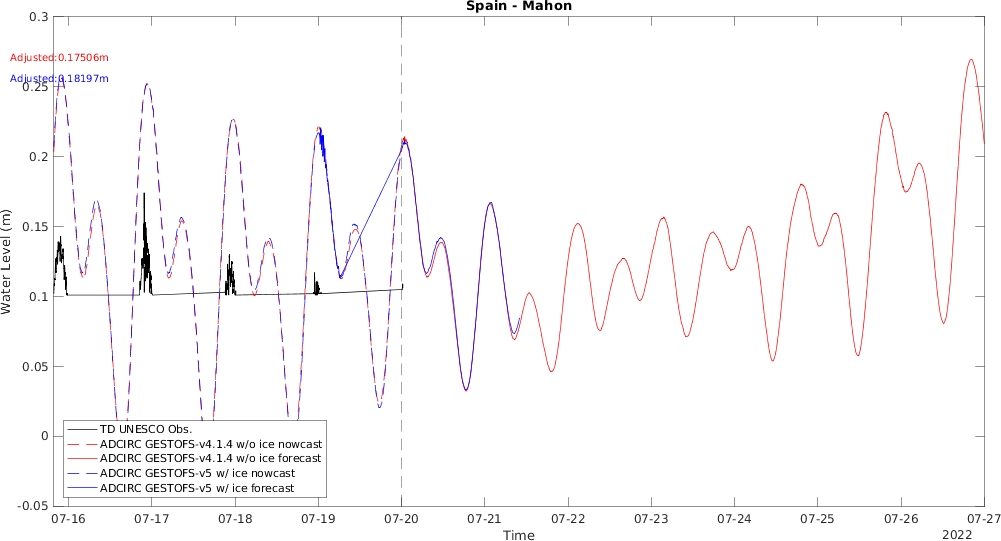 Spain - Mahon
0.3
Adjusted:0.17506m
Adjusted:0.18197m
0.25
0.2
0.15
0.1
0.05
0
-0.05
Water Level (m)
TD UNESCO Obs.
ADCIRC GESTOFS-v4.1.4 w/o ice nowcast
ADCIRC GESTOFS-v4.1.4 w/o ice forecast
ADCIRC GESTOFS-v5 w/ ice nowcast
ADCIRC GESTOFS-v5 w/ ice forecast
07-16 07-17 07-18 07-19 07-20 07-21 07-22 07-23 07-24 07-25 07-26 07-27
Time
2022